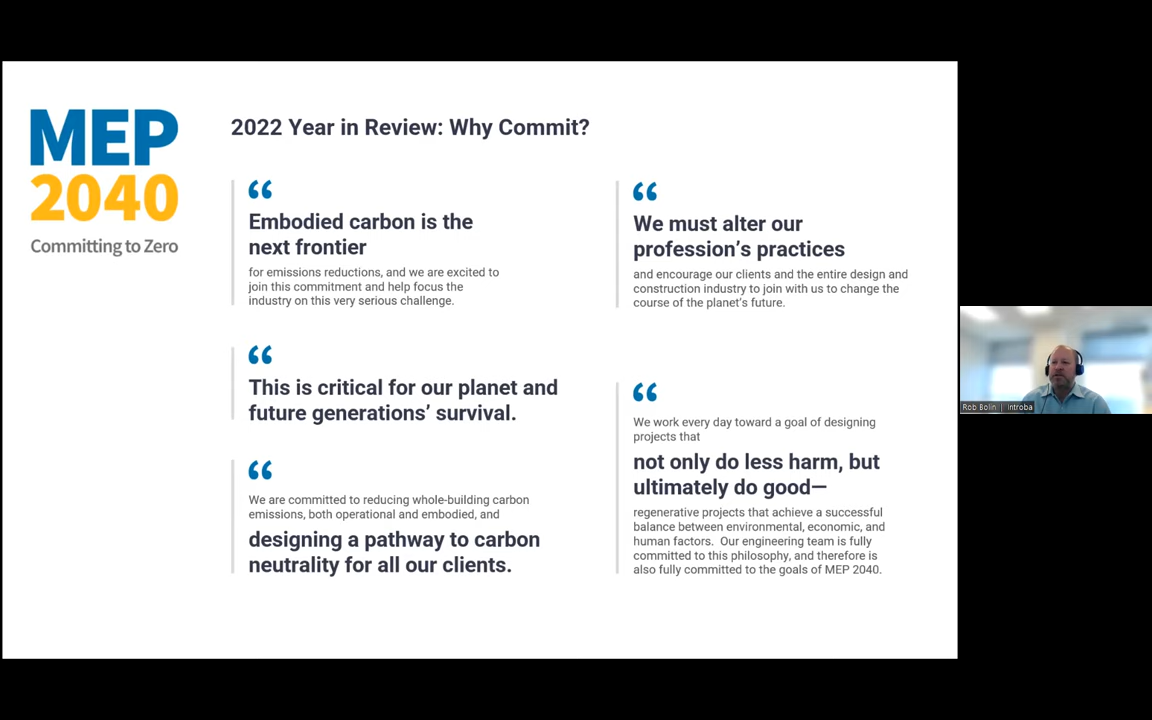 MEP
2040
Committing to Zero
2022 Year in Review: Why Commit?
“
Embodied carbon is the
next frontier
for emissions reductions, and we are excited to
join this commitment and help focus the
industry on this very serious challenge.
“
This is critical for our planet and
future generations’ survival.
“
We are committed to reducing whole-building carbon
emissions, both operational and embodied, and
designing a pathway to carbon
neutrality for all our clients.
“
We must alter our
profession’s practices
and encourage our clients and the entire design and
construction industry to join with us to change the
course of the planet’s future.
“
We work every day toward a goal of designing
projects that
not only do less harm, but
ultimately do good—
regenerative projects that achieve a successful
balance between environmental, economic, and
human factors.  Our engineering team is fully
committed to this philosophy, and therefore is
also fully committed to the goals of MEP 2040.
Rob Bolin | Introba